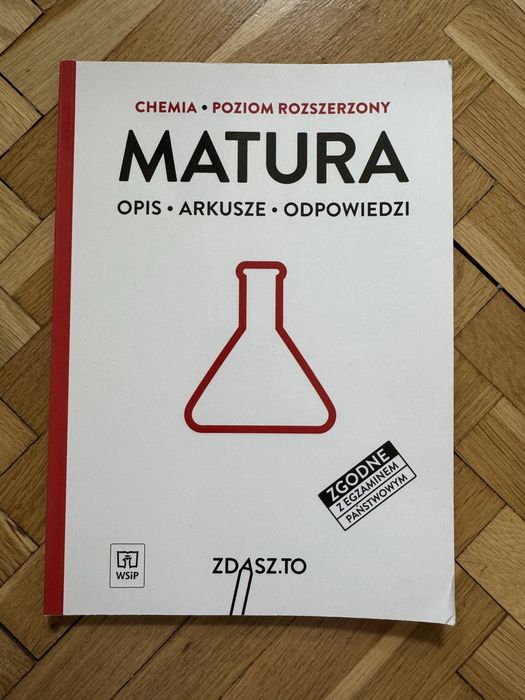 CHEMIA • POZIOM ROZSZERZONY
MATURA
OPIS • ARKUSZE • ODPOWIEDZI
ZGODNE
Z EGZAMINEM
PAŃSTWOWYM
WSiP
ZDASZ.TO